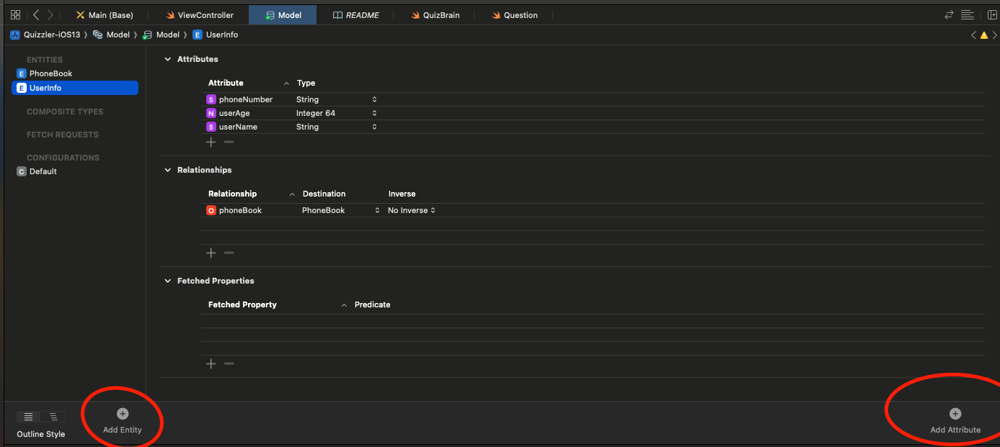 Main (Base) ViewController Model README QuizBrain Question
Quizzler-iOS13 Model Model E UserInfo
ENTITIES
E PhoneBook
E UserInfo
COMPOSITE TYPES
FETCH REQUESTS
CONFIGURATIONS
C Default
Attributes
Attribute Type
S phoneNumber String
N userAge Integer 64
S userName String
Relationships
Relationship Destination Inverse
O phoneBook PhoneBook No Inverse
Fetched Properties
Fetched Property Predicate
Outline Style
Add Entity
Add Attribute